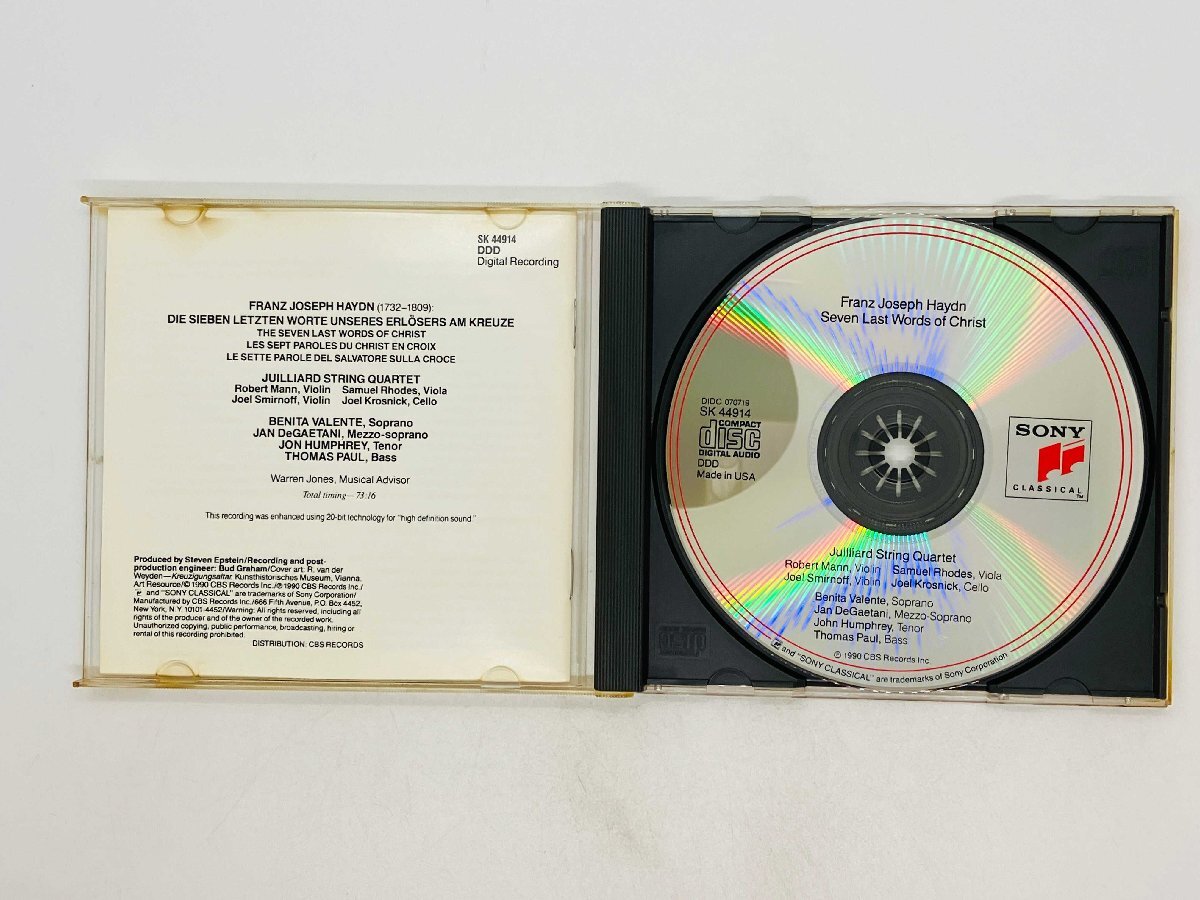 SK 44914
DDD
Digital Recording
FRANZ JOSEPH HAYDN (1732–1809):
DIE SIEBEN LETZTEN WORTE UNSERES ERLÖSERS AM KREUZE
THE SEVEN LAST WORDS OF CHRIST
LES SEPT PAROLES DU CHRIST EN CROIX
LE SETTE PAROLE DEL SALVATORE SULLA CROCE
JUILLIARD STRING QUARTET
Robert Mann, Violin Samuel Rhodes, Viola
Joel Smirnoff, Violin Joel Krosnick, Cello
BENITA VALENTE, Soprano
JAN DeGAETANI, Mezzo-soprano
JON HUMPHREY, Tenor
THOMAS PAUL, Bass
Warren Jones, Musical Advisor
Total timing—73:16
This recording was enhanced using 20-bit technology for "high definition sound."
Produced by Steven Epstein/Recording and post-
production engineer: Bud Graham/Cover art: R. van der
Weyden—Kreuzigungsaltar. Kunsthistorisches Museum, Vianna.
Art Resource/© 1990 CBS Records Inc./℗ 1990 CBS Records Inc./
and "SONY CLASSICAL" are trademarks of Sony Corporation/
Manufactured by CBS Records Inc./666 Fifth Avenue, P.O. Box 4452,
New York, N.Y. 10101-4452/Warning: All rights reserved, including all
rights of the producer and of the owner of the recorded work.
Unauthorized copying, public performance, broadcasting, hiring or
rental of this recording prohibited.
DISTRIBUTION: CBS RECORDS
Franz Joseph Haydn
Seven Last Words of Christ
DIDC 070719
SK 44914
COMPACT
disc
DIGITAL AUDIO
DDD
Made in USA
SONY
CLASSICAL
TM
Juilliard String Quartet
Robert Mann, Violin Samuel Rhodes, Viola
Joel Smirnoff, Violin Joel Krosnick, Cello
Benita Valente, Soprano
Jan DeGaetani, Mezzo-Soprano
John Humphrey, Tenor
Thomas Paul, Bass
℗ 1990 CBS Records Inc.
and "SONY CLASSICAL" are trademarks of Sony Corporation